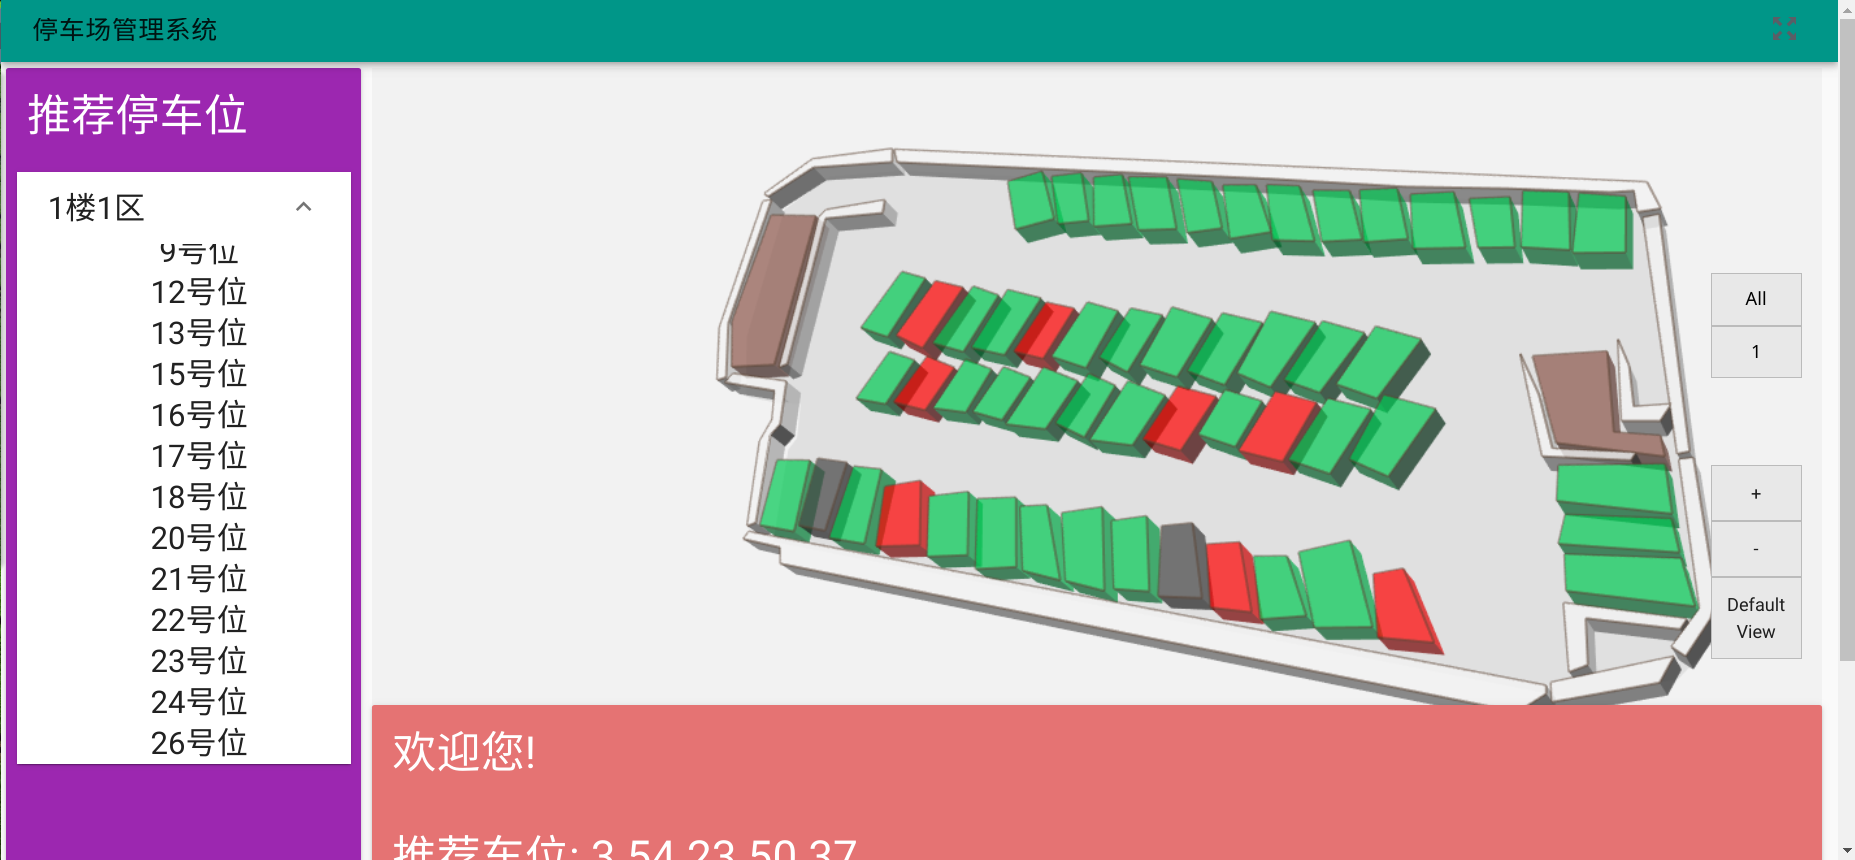 停车场管理系统
推荐停车位
1楼1区
9号位
12号位
13号位
15号位
16号位
17号位
18号位
20号位
21号位
22号位
23号位
24号位
26号位
All
1
+
-
Default
View
欢迎您!
推荐车位: 3,54,23,50,37